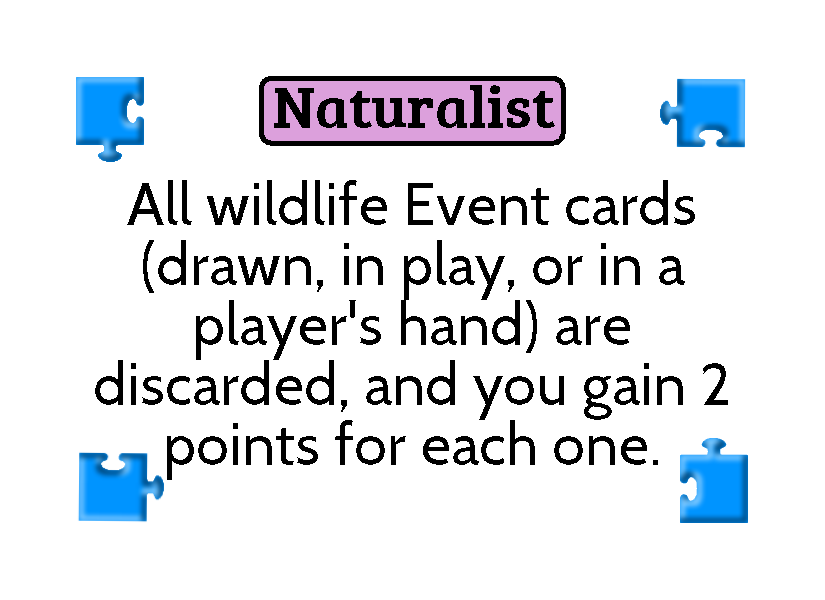 Naturalist
All wildlife Event cards
(drawn, in play, or in a
player's hand) are
discarded, and you gain 2
points for each one.